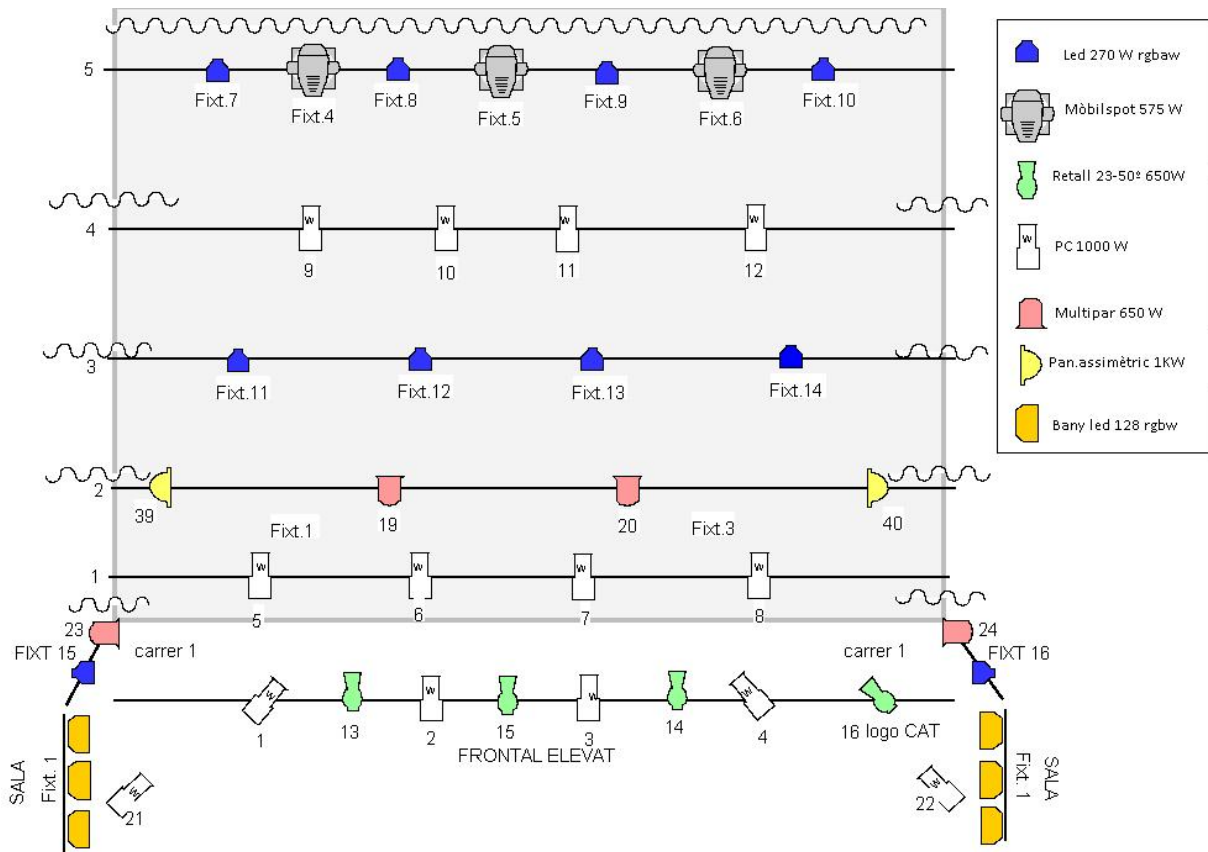 5
Fixt.7
Fixt.4
Fixt.8
Fixt.5
Fixt.9
Fixt.6
Fixt.10
4
W
W
W
W
9
10
11
12
3
Fixt.11
Fixt.12
Fixt.13
Fixt.14
2
39
19
20
40
Fixt.1
Fixt.3
1
W
W
W
W
5
6
7
8
23
24
FIXT 15
carrer 1
carrer 1
FIXT 16
W
W
W
W
1
13
2
15
3
14
4
16 logo CAT
FRONTAL ELEVAT
SALA
Fixt. 1
W
21
W
22
Fixt. 1
SALA
Led 270 W rgbaw
Mòbilspot 575 W
Retall 23-50º 650W
W
PC 1000 W
Multipar 650 W
Pan.assimètric 1KW
Bany led 128 rgbw